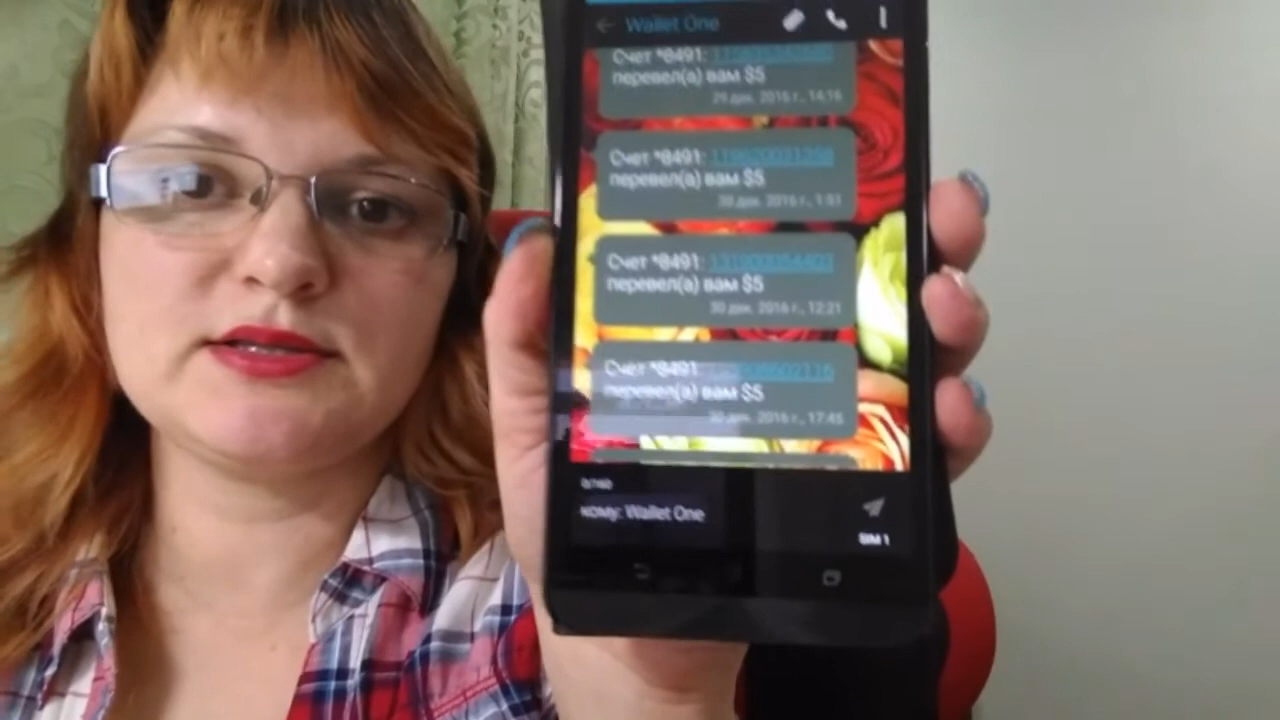 Wallet One
Счет *8491:
перевел(а) вам $5
29 дек. 2016 г., 14:16
Счет *8491:
перевел(а) вам $5
30 дек. 2016 г., 1:51
Счет *8491:
перевел(а) вам $5
30 дек. 2016 г., 12:21
Счет *8491:
перевел(а) вам $5
30 дек. 2016 г., 17:45
кому: Wallet One
SIM 1